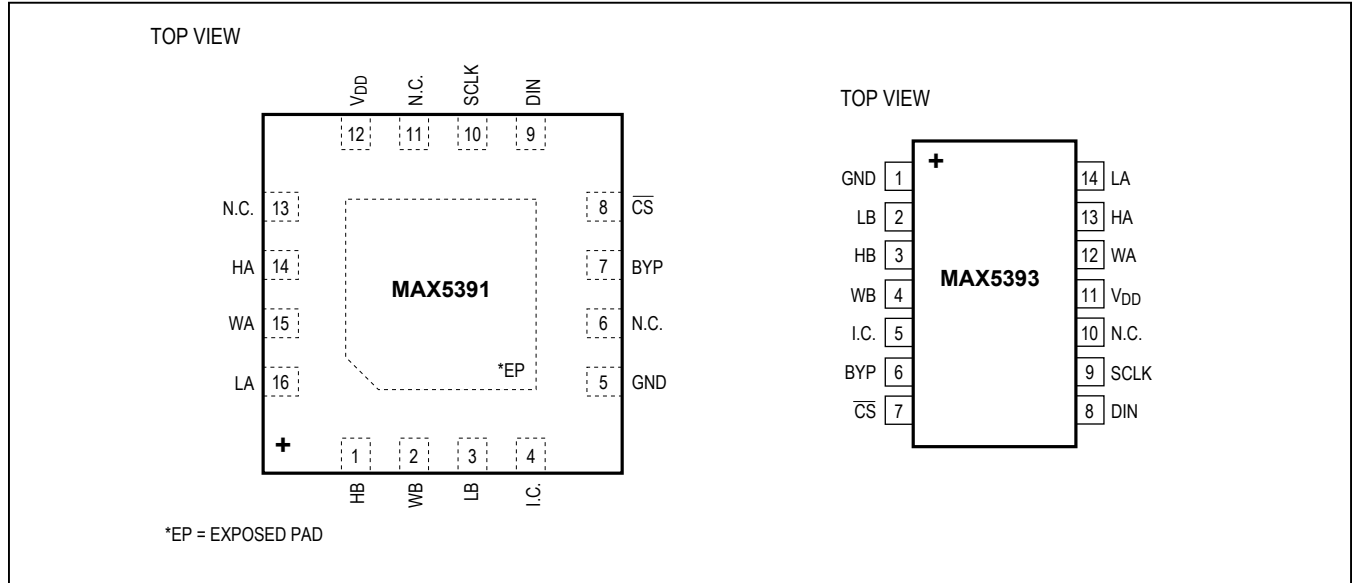 TOP VIEW
VDD N.C. SCLK DIN
12 11 10 9
N.C. 13
HA 14
WA 15
LA 16
8 CS
7 BYP
6 N.C.
5 GND
MAX5391
*EP
+
1 2 3 4
HB WB LB I.C.
*EP = EXPOSED PAD
TOP VIEW
+
GND 1
LB 2
HB 3
WB 4
I.C. 5
BYP 6
CS 7
MAX5393
14 LA
13 HA
12 WA
11 VDD
10 N.C.
9 SCLK
8 DIN